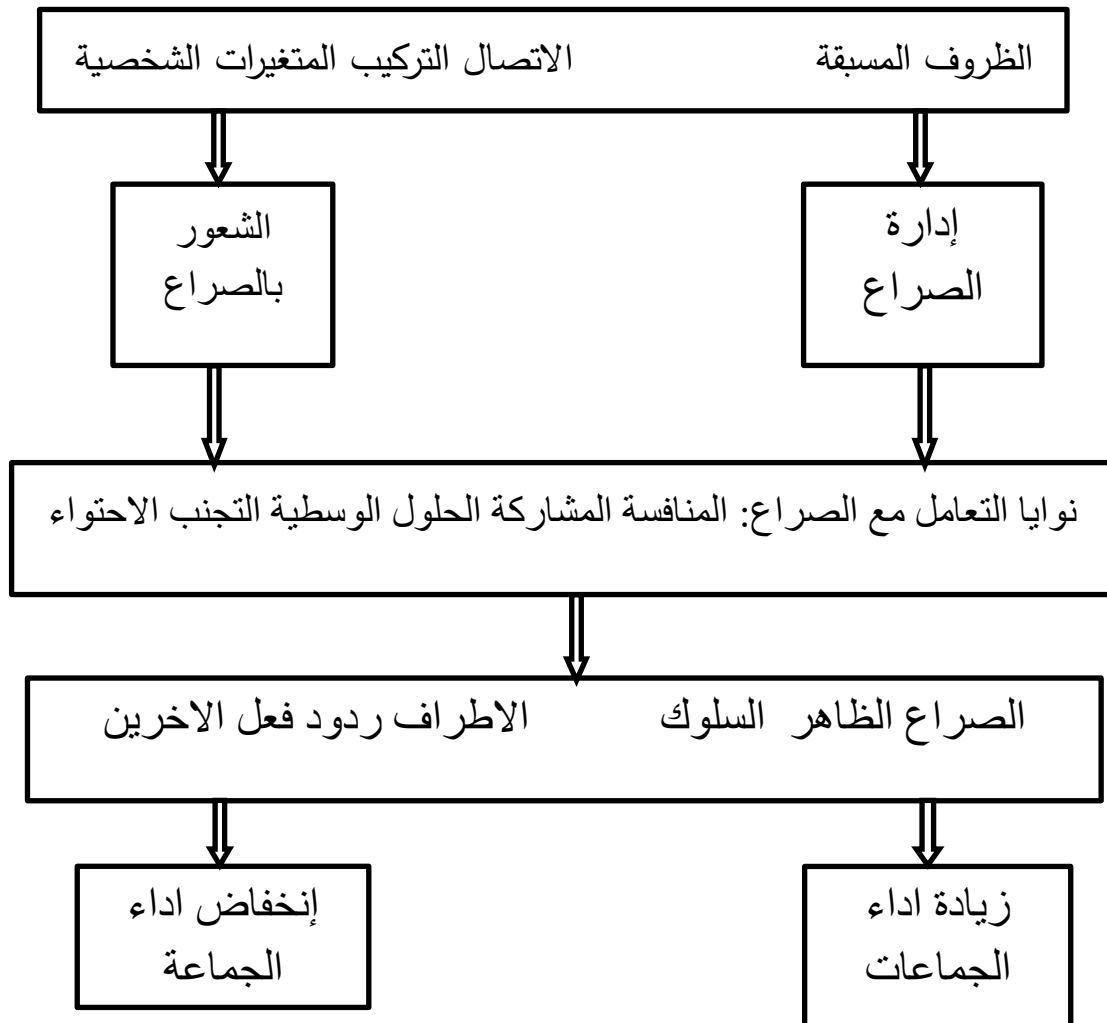 الظروف المسبقة الاتصال التركيب المتغيرات الشخصية
إدارة
الصراع
الشعور
بالصراع
نوايا التعامل مع الصراع: المنافسة المشاركة الحلول الوسطية التجنب الاحتواء
الصراع الظاهر السلوك الاطراف ردود فعل الاخرين
زيادة اداء
الجماعات
إنخفاض اداء
الجماعة